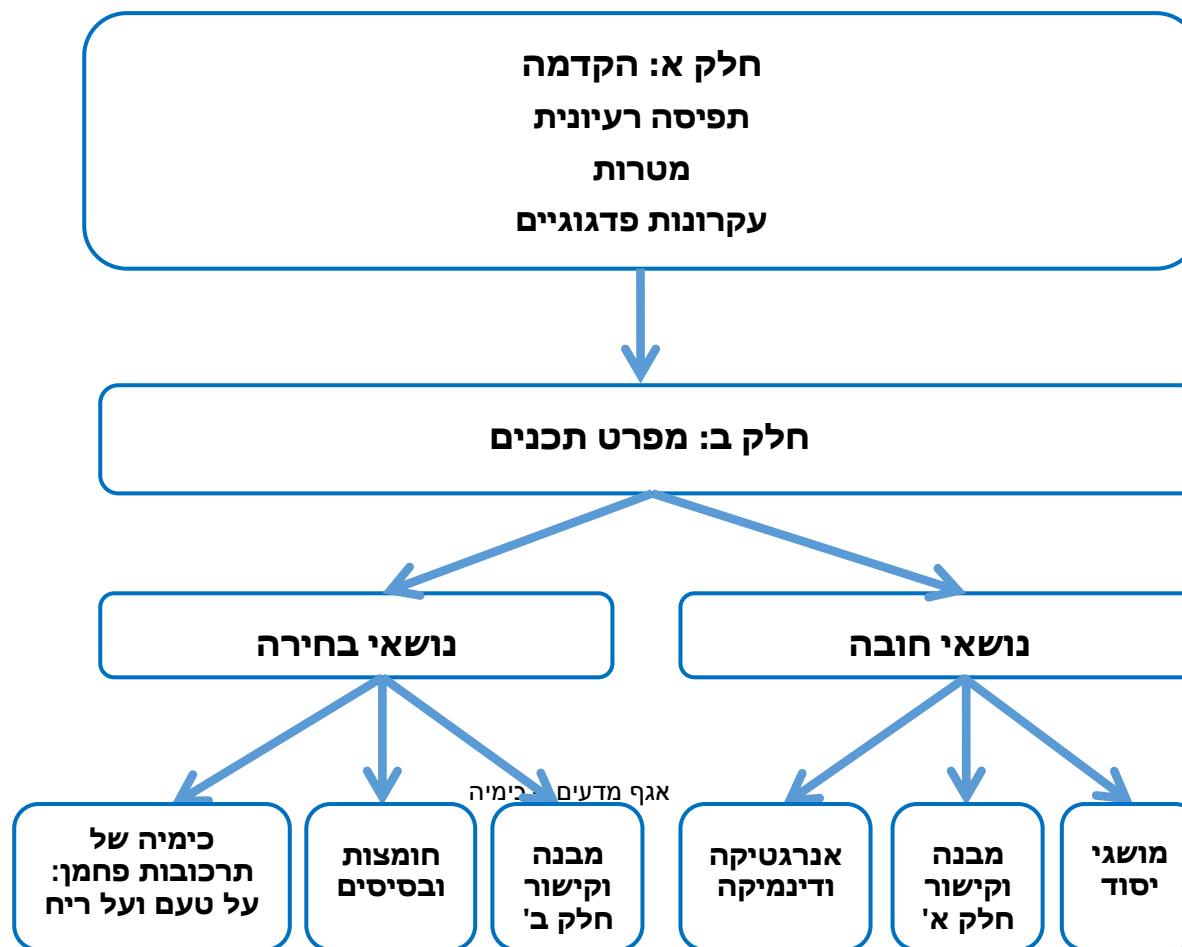 חלק א: הקדמה
תפיסה רעיונית
מטרות
עקרונות פדגוגיים
חלק ב: מפרט תכנים
נושאי חובה
נושאי בחירה
אגף מדעים - כימיה
מושגי
יסוד
מבנה
וקישור
חלק א'
אנרגטיקה
ודינמיקה
מבנה
וקישור
חלק ב'
חומצות
ובסיסים
כימיה של
תרכובות פחמן:
על טעם ועל ריח